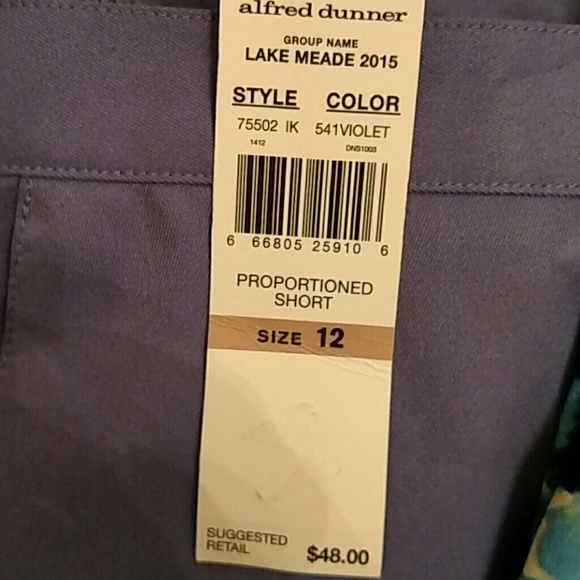 alfred dunner
GROUP NAME
LAKE MEADE 2015
STYLE COLOR
75502 IK 541VIOLET
1412 DNS1003
6 66805 25910 6
PROPORTIONED
SHORT
SIZE 12
SUGGESTED
RETAIL $48.00